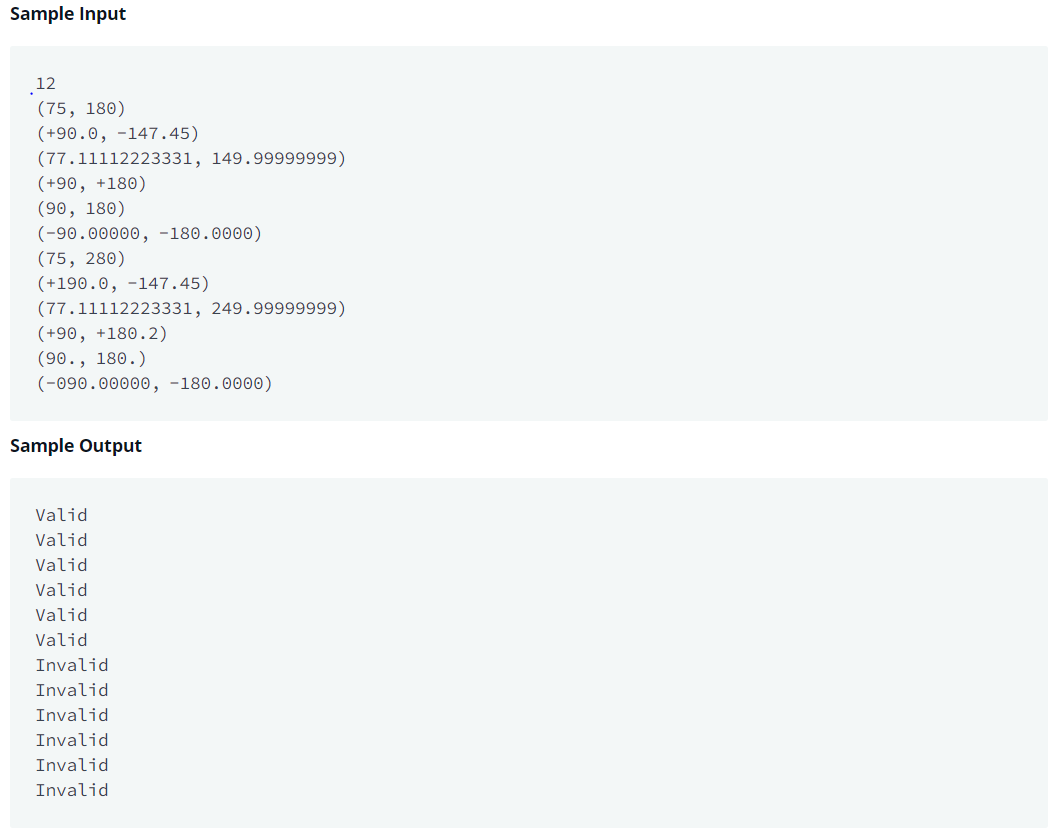 Sample Input
12
(75, 180)
(+90.0, -147.45)
(77.11112223331, 149.99999999)
(+90, +180)
(90, 180)
(-90.00000, -180.0000)
(75, 280)
(+190.0, -147.45)
(77.11112223331, 249.99999999)
(+90, +180.2)
(90., 180.)
(-090.00000, -180.0000)
Sample Output
Valid
Valid
Valid
Valid
Valid
Valid
Invalid
Invalid
Invalid
Invalid
Invalid
Invalid